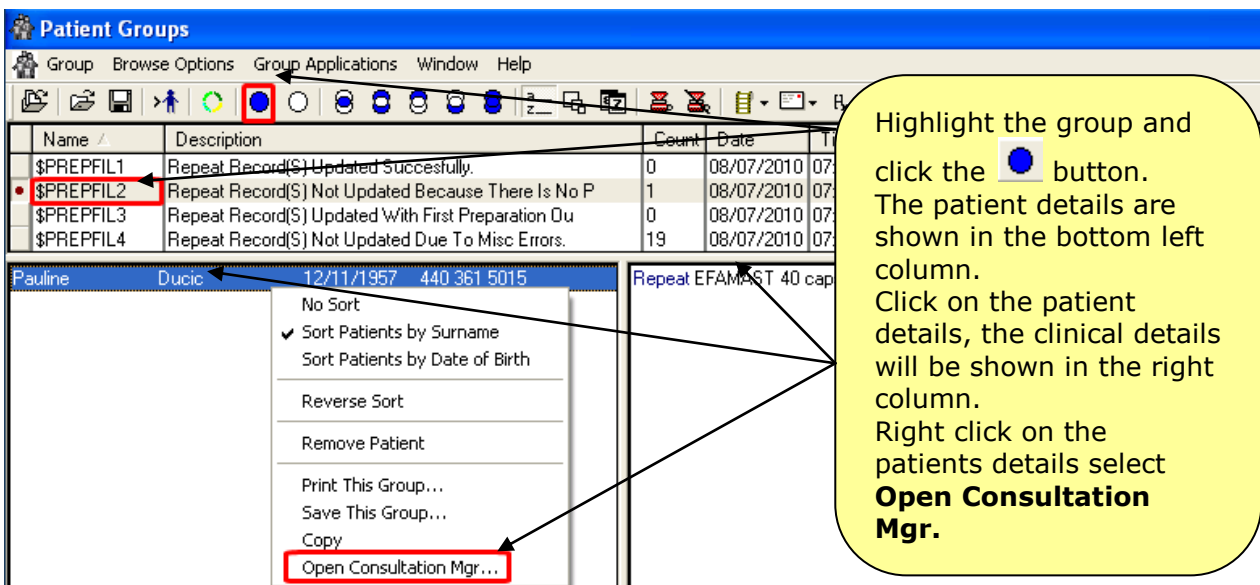 Patient Groups
Group Browse Options Group Applications Window Help
Name Description Count Date
$PREPFIL1 Repeat Record(S) Updated Succesfully. 0 08/07/2010 07:
$PREPFIL2 Repeat Record(S) Not Updated Because There Is No P 1 08/07/2010 07:
$PREPFIL3 Repeat Record(S) Updated With First Preparation Ou 0 08/07/2010 07:
$PREPFIL4 Repeat Record(S) Not Updated Due To Misc Errors. 19 08/07/2010 07:
Pauline Ducic 12/11/1957 440 361 5015
Repeat EFAMAST 40 cap
No Sort
Sort Patients by Surname
Sort Patients by Date of Birth
Reverse Sort
Remove Patient
Print This Group...
Save This Group...
Copy
Open Consultation Mgr...
Highlight the group and
click the button.
The patient details are
shown in the bottom left
column.
Click on the patient
details, the clinical details
will be shown in the right
column.
Right click on the
patients details select
Open Consultation
Mgr.